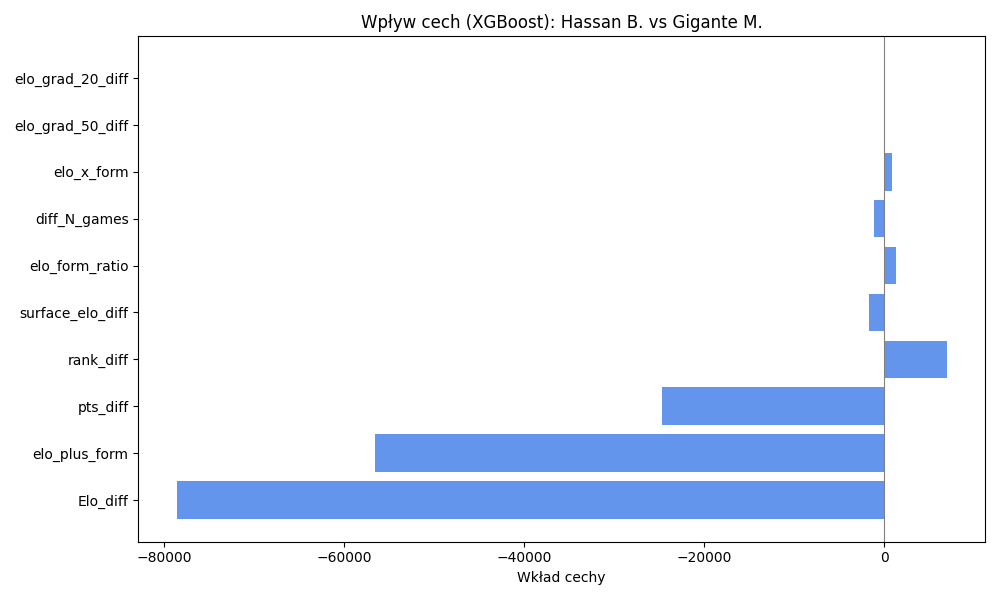 Wpływ cech (XGBoost): Hassan B. vs Gigante M.
elo_grad_20_diff
elo_grad_50_diff
elo_x_form
diff_N_games
elo_form_ratio
surface_elo_diff
rank_diff
pts_diff
elo_plus_form
Elo_diff
−80000 −60000 −40000 −20000 0
Wkład cechy